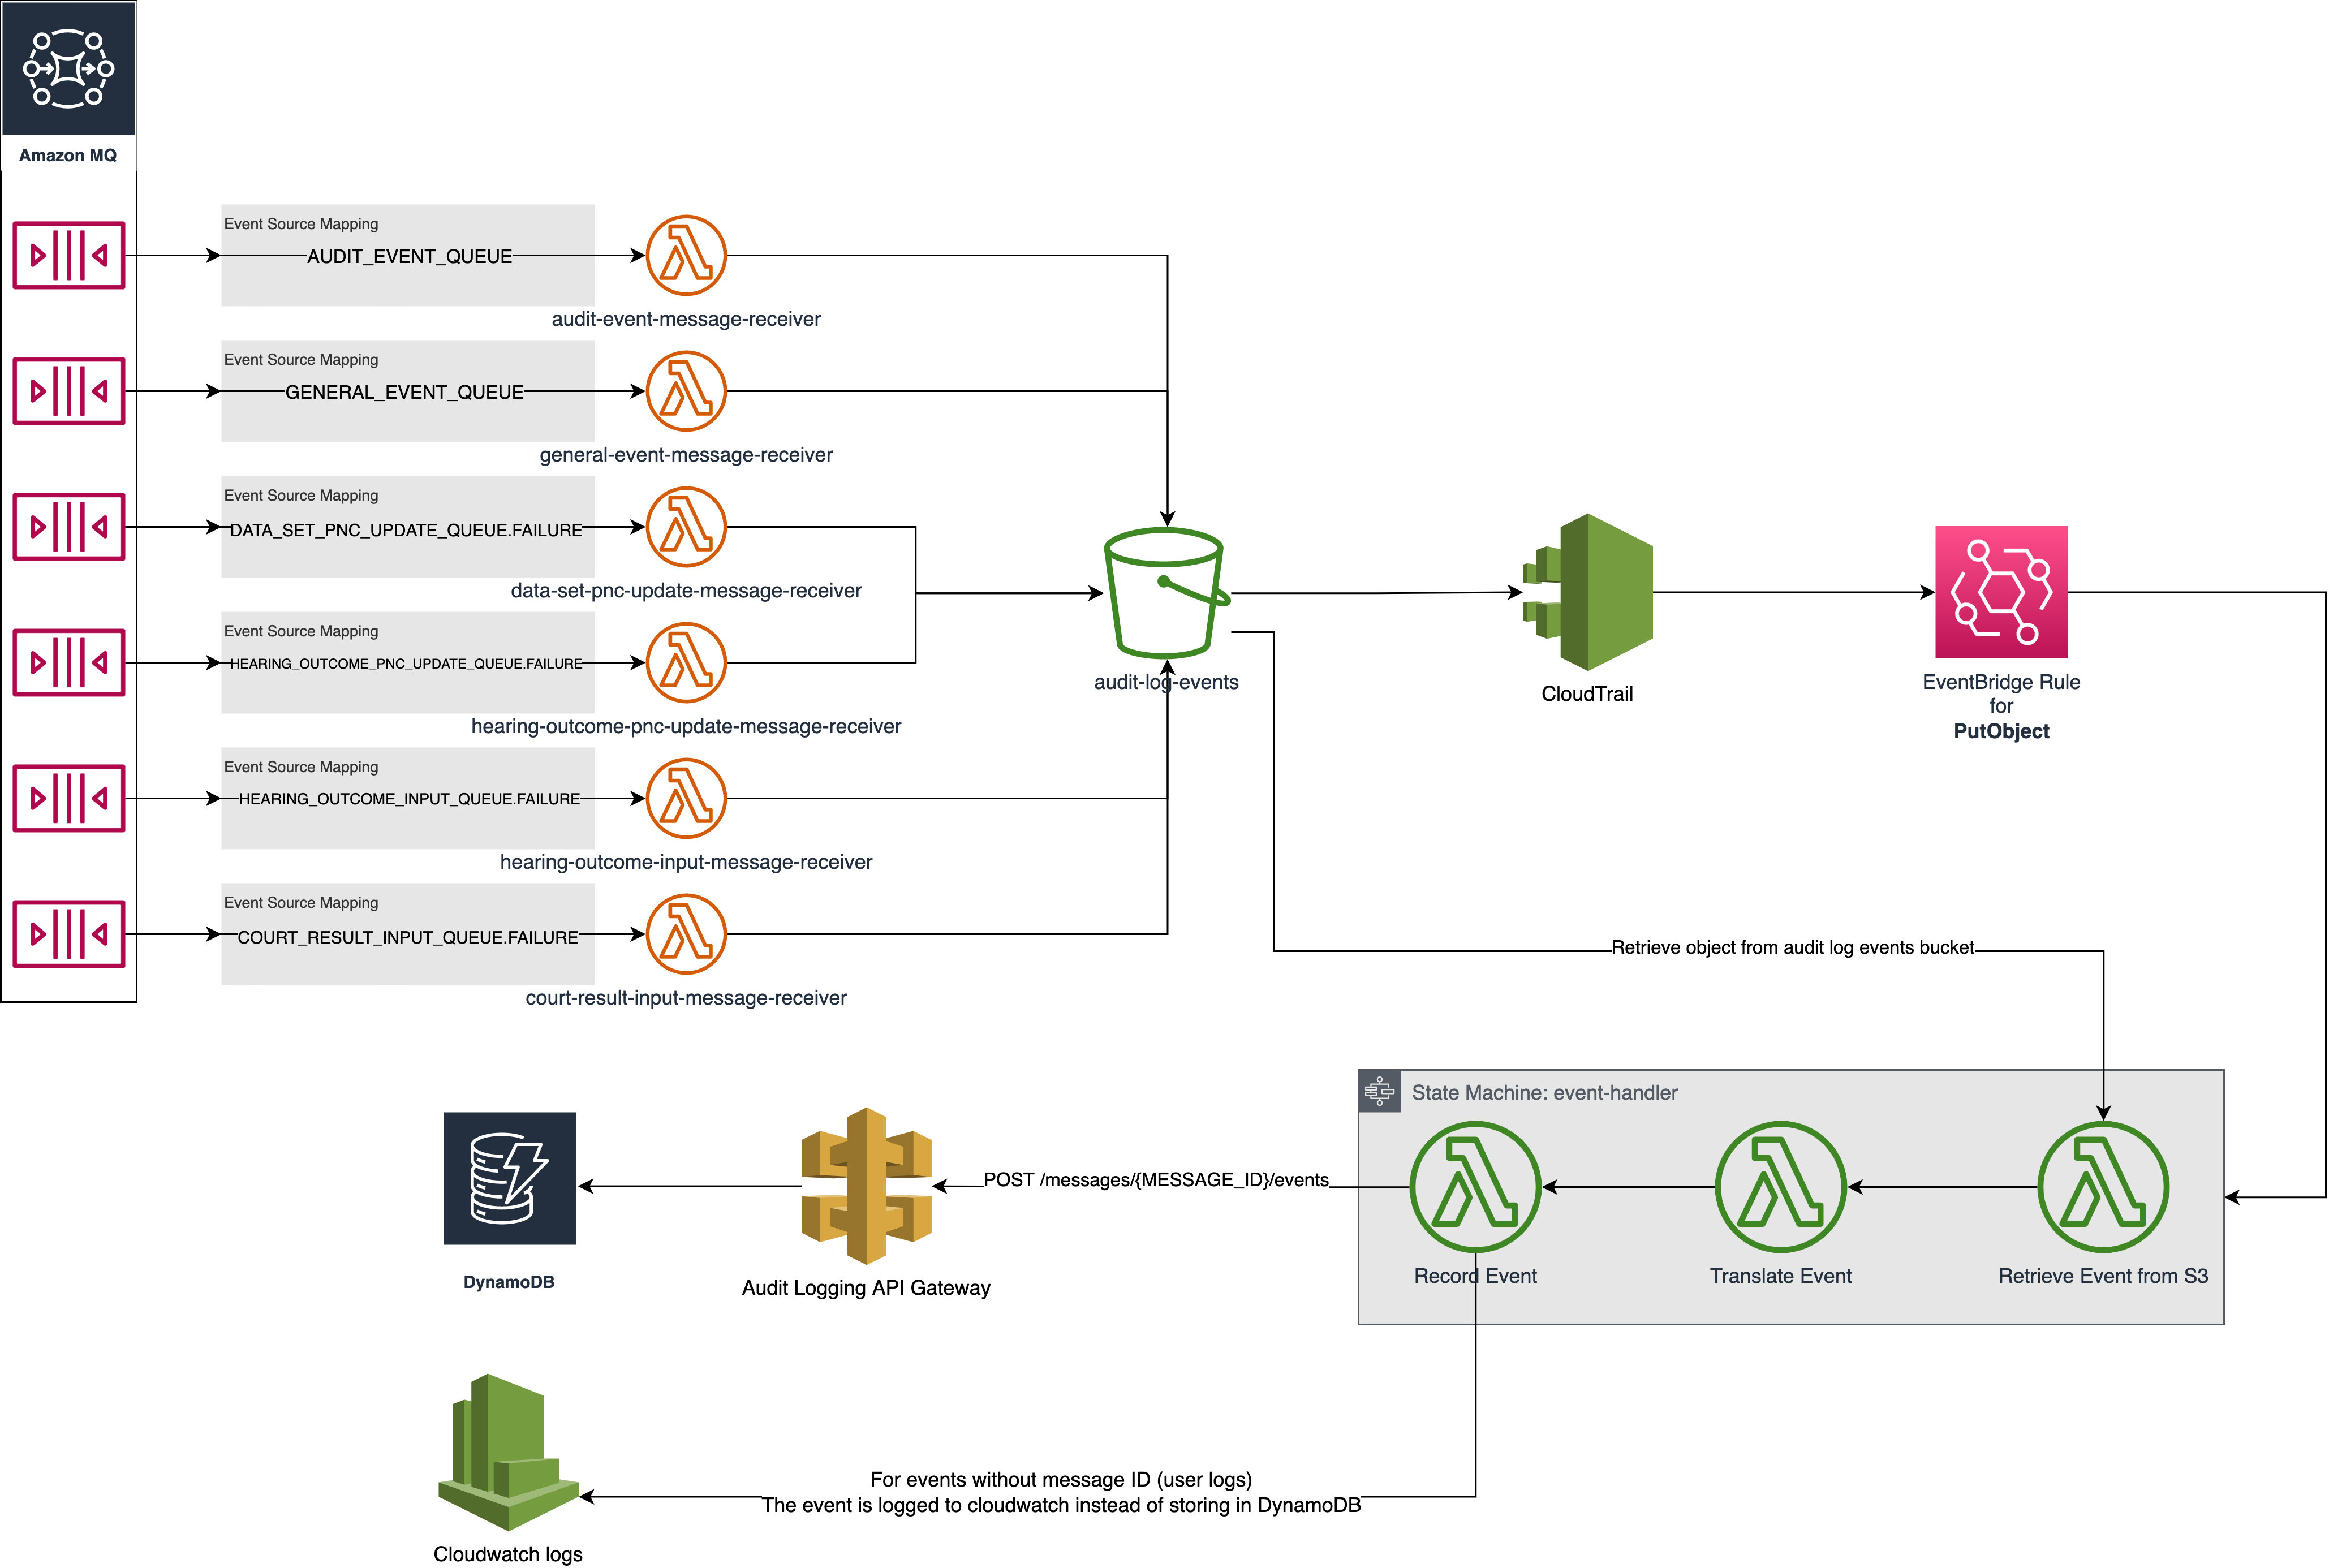 Amazon MQ
Event Source Mapping
AUDIT_EVENT_QUEUE
audit-event-message-receiver
Event Source Mapping
GENERAL_EVENT_QUEUE
general-event-message-receiver
Event Source Mapping
DATA_SET_PNC_UPDATE_QUEUE.FAILURE
data-set-pnc-update-message-receiver
Event Source Mapping
HEARING_OUTCOME_PNC_UPDATE_QUEUE.FAILURE
hearing-outcome-pnc-update-message-receiver
Event Source Mapping
HEARING_OUTCOME_INPUT_QUEUE.FAILURE
hearing-outcome-input-message-receiver
Event Source Mapping
COURT_RESULT_INPUT_QUEUE.FAILURE
court-result-input-message-receiver
audit-log-events
CloudTrail
EventBridge Rule
for
PutObject
Retrieve object from audit log events bucket
State Machine: event-handler
Retrieve Event from S3
Translate Event
Record Event
POST /messages/{MESSAGE_ID}/events
Audit Logging API Gateway
DynamoDB
For events without message ID (user logs)
The event is logged to cloudwatch instead of storing in DynamoDB
Cloudwatch logs